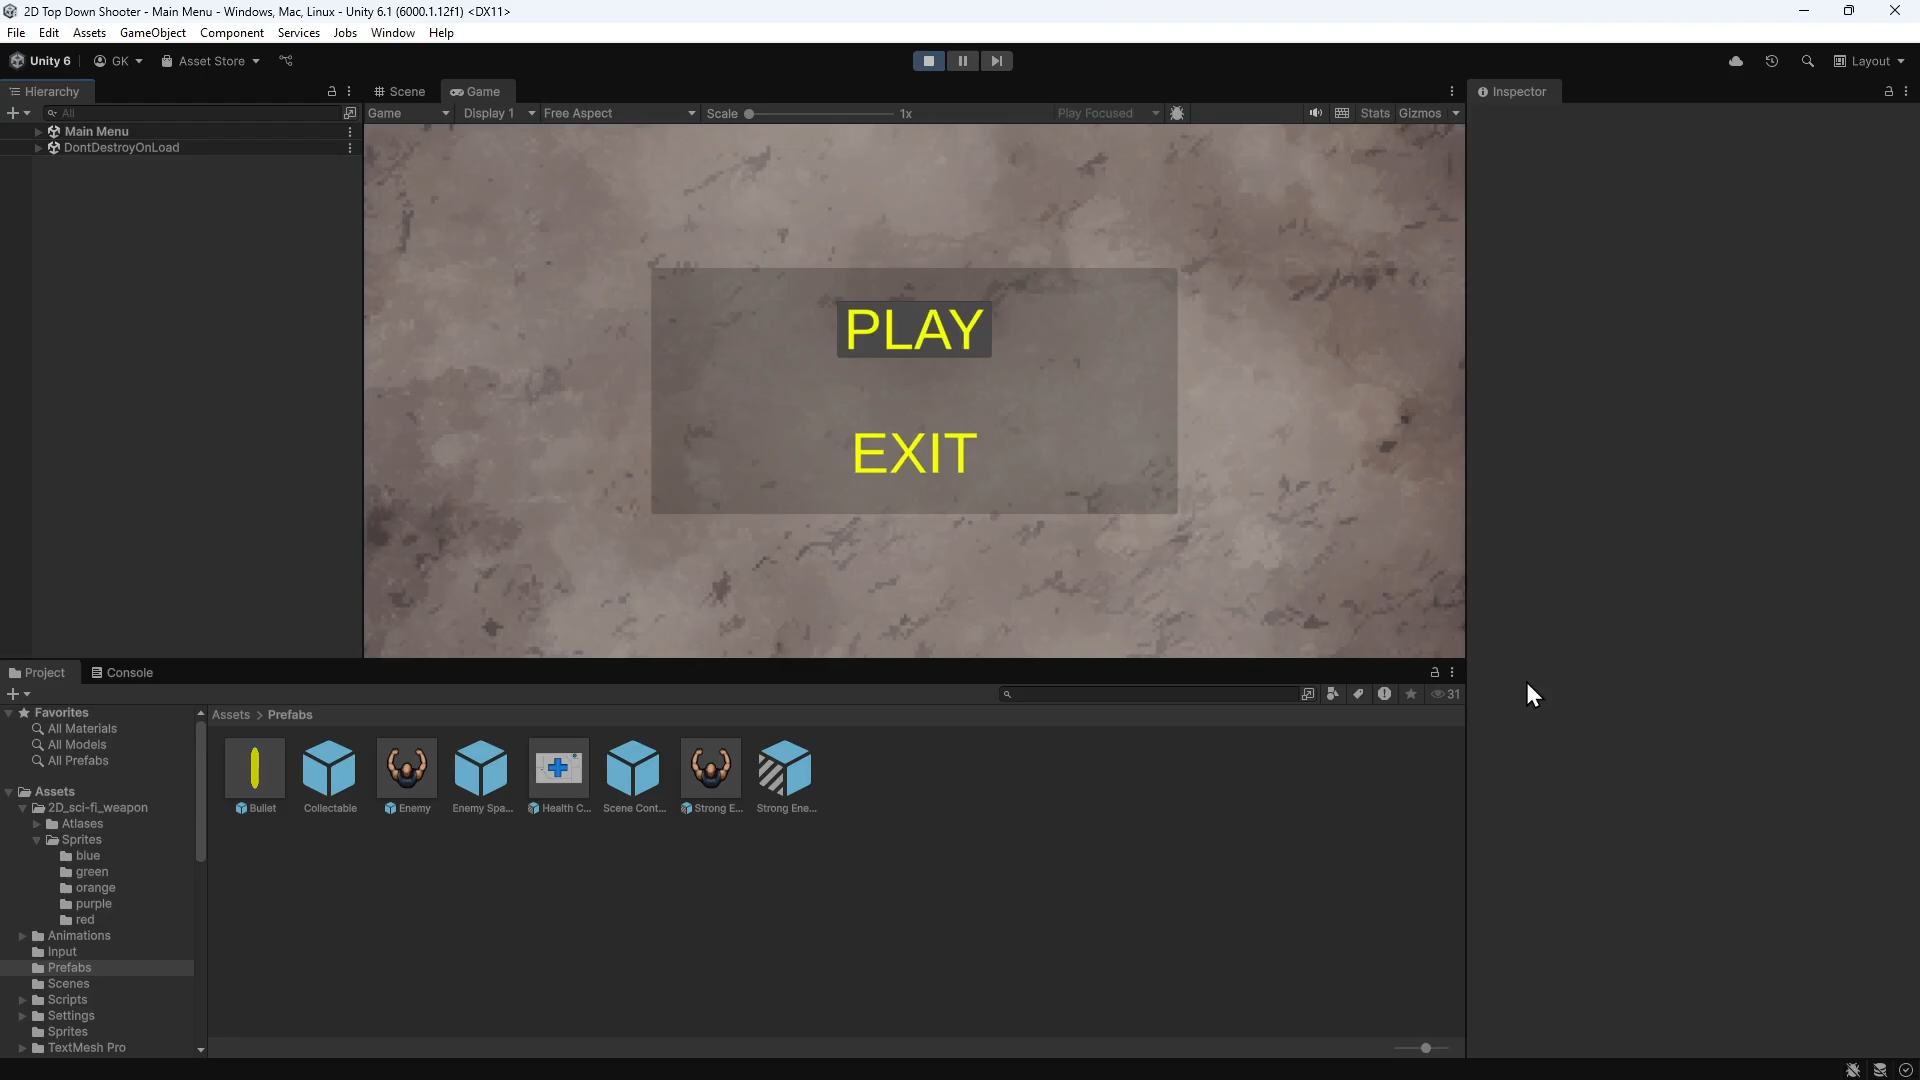 2D Top Down Shooter - Main Menu - Windows, Mac, Linux - Unity 6.1 (6000.1.12f1) <DX11>
File Edit Assets GameObject Component Services Jobs Window Help
Unity 6 GK Asset Store Layout
Hierarchy Scene Game Inspector
All Game Display 1 Free Aspect Scale 1x Play Focused Stats Gizmos
Main Menu
DontDestroyOnLoad
PLAY
EXIT
Project Console
31
Favorites
All Materials
All Models
All Prefabs
Assets
2D_sci-fi_weapon
Atlases
Sprites
blue
green
orange
purple
red
Animations
Input
Prefabs
Scenes
Scripts
Settings
Sprites
TextMesh Pro
Assets > Prefabs
Bullet Collectable Enemy Enemy Spa... Health C... Scene Cont... Strong E... Strong Ene...